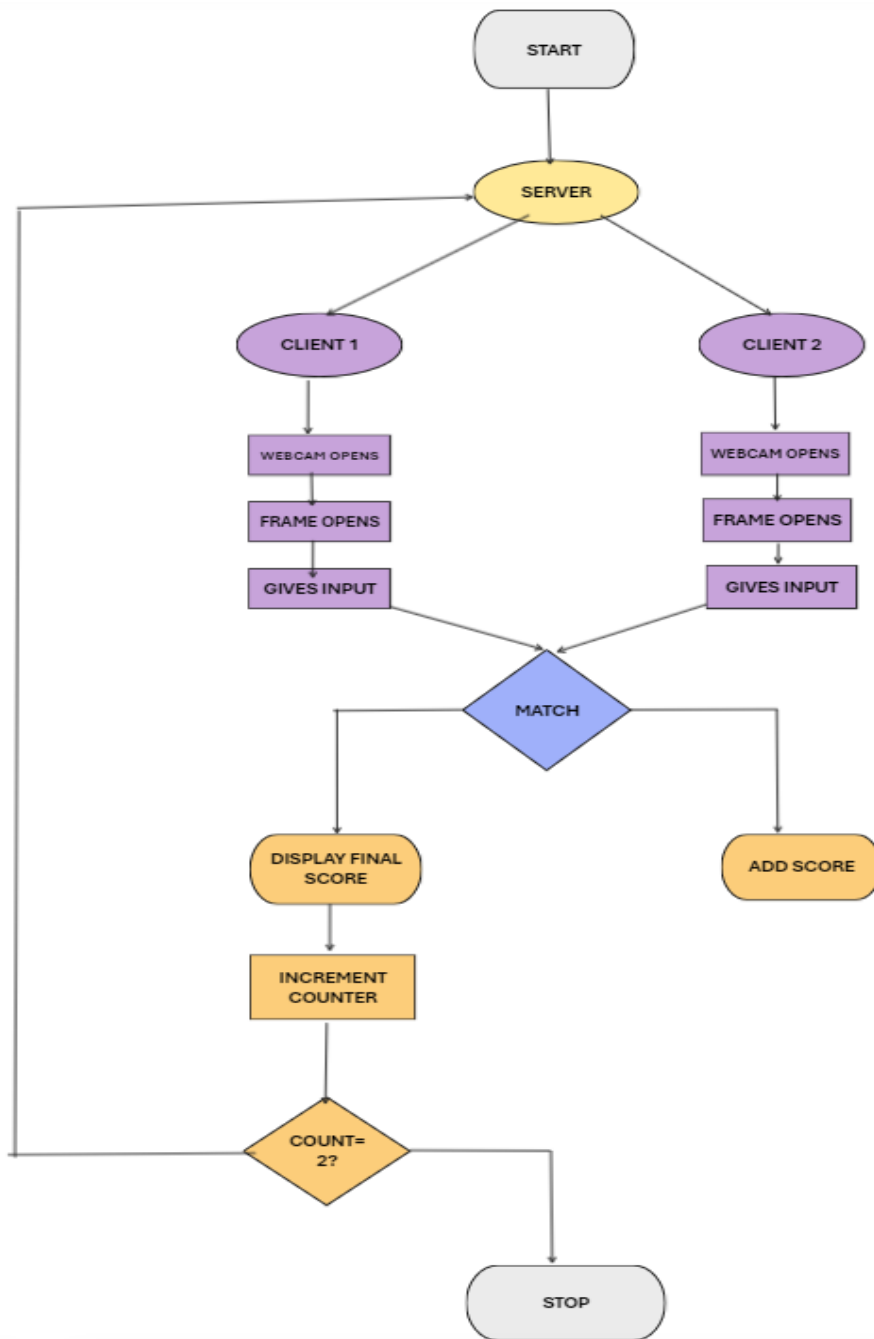 START
SERVER
CLIENT 1
CLIENT 2
WEBCAM OPENS
WEBCAM OPENS
FRAME OPENS
FRAME OPENS
GIVES INPUT
GIVES INPUT
MATCH
DISPLAY FINAL
SCORE
ADD SCORE
INCREMENT
COUNTER
COUNT=
2?
STOP